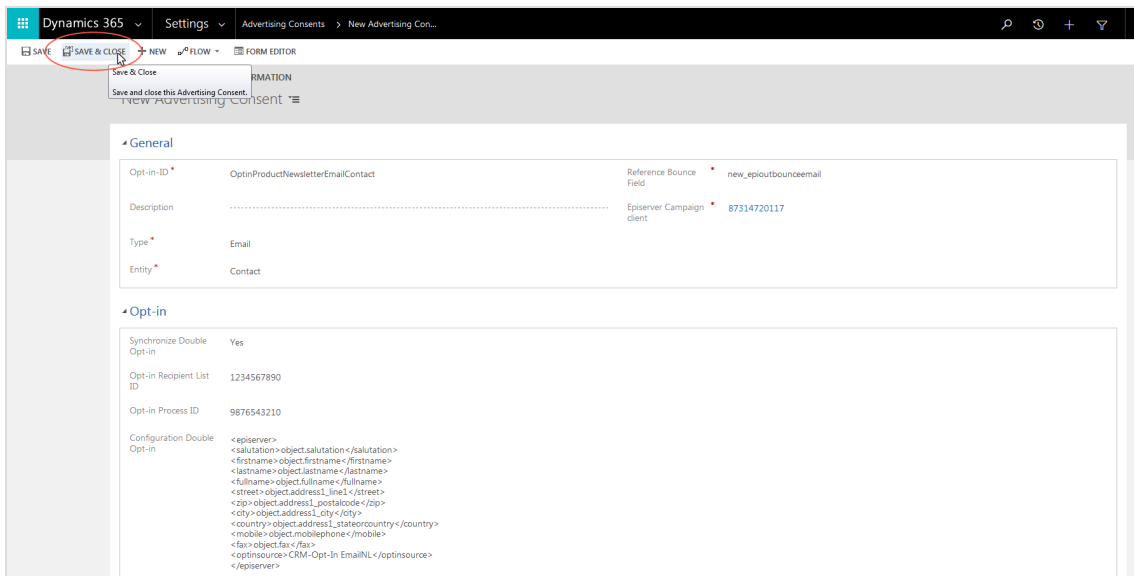 Dynamics 365 Settings Advertising Consents > New Advertising Con...
SAVE SAVE & CLOSE + NEW FLOW FORM EDITOR
Save & Close
Save and close this Advertising Consent.
RMATION
New Advertising Consent
General
Opt-in-ID * OptinProductNewsletterEmailContact
Reference Bounce * new_epioutbounceemail
Field
Description
Episerver Campaign * 87314720117
client
Type * Email
Entity * Contact
Opt-in
Synchronize Double Yes
Opt-in
Opt-in Recipient List 1234567890
ID
Opt-in Process ID 9876543210
Configuration Double
Opt-in
<episerver>
<salutation>object.salutation</salutation>
<firstname>object.firstname</firstname>
<lastname>object.lastname</lastname>
<fullname>object.fullname</fullname>
<street>object.address1_line1</street>
<zip>object.address1_postalcode</zip>
<city>object.address1_city</city>
<country>object.address1_stateorcountry</country>
<mobile>object.mobilephone</mobile>
<fax>object.fax</fax>
<optinsource>CRM-Opt-In EmailNL</optinsource>
</episerver>